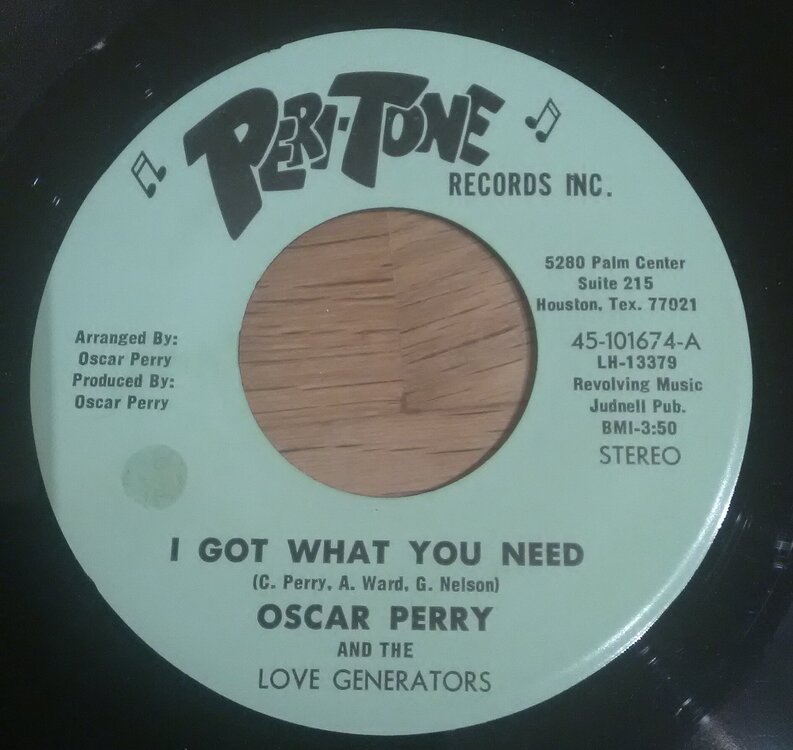 PERI-TONE
RECORDS INC.
5280 Palm Center
Suite 215
Houston, Tex. 77021
45-101674-A
LH-13379
Revolving Music
Judnell Pub.
BMI-3:50
STEREO
Arranged By:
Oscar Perry
Produced By:
Oscar Perry
I GOT WHAT YOU NEED
(C. Perry, A. Ward, G. Nelson)
OSCAR PERRY
AND THE
LOVE GENERATORS